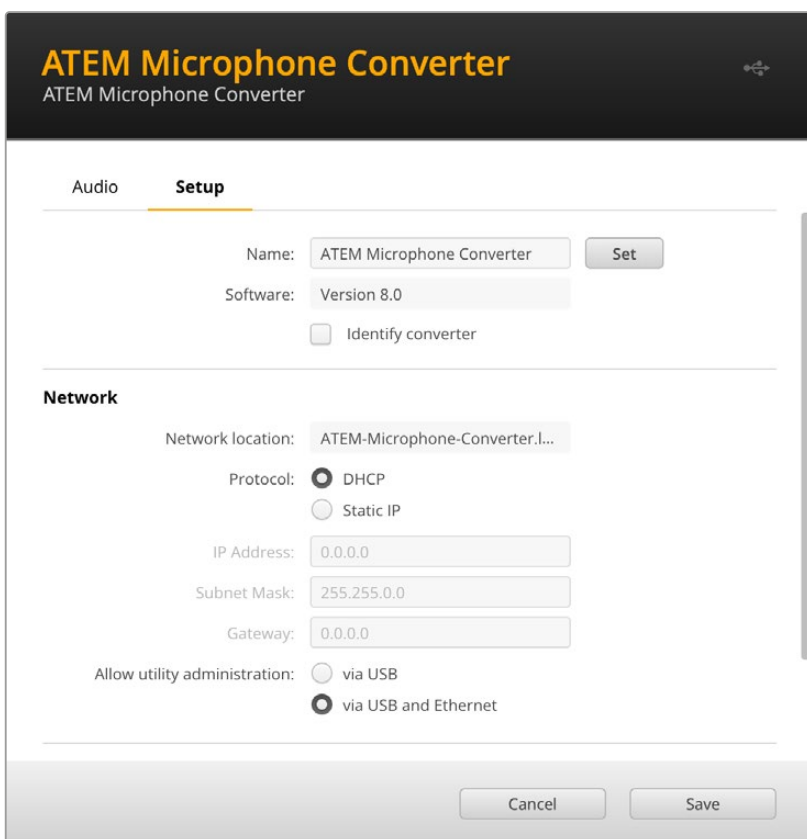 ATEM Microphone Converter
ATEM Microphone Converter
Audio Setup
Name: ATEM Microphone Converter Set
Software: Version 8.0
Identify converter
Network
Network location: ATEM-Microphone-Converter.l...
Protocol: DHCP
Static IP
IP Address: 0.0.0.0
Subnet Mask: 255.255.0.0
Gateway: 0.0.0.0
Allow utility administration: via USB
via USB and Ethernet
Cancel Save